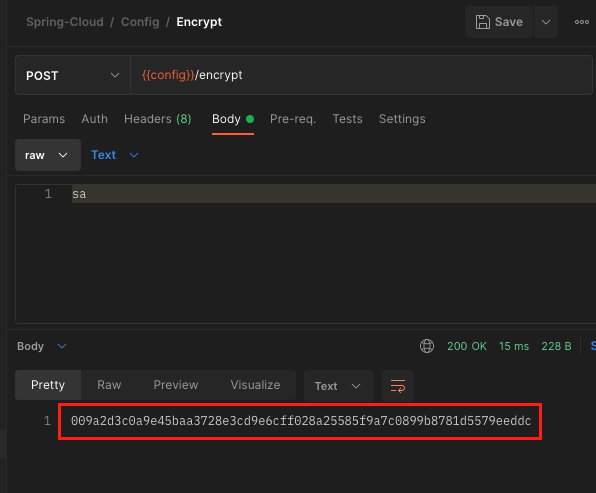 Spring-Cloud / Config / Encrypt
Save
POST
{{config}}/encrypt
Params Auth Headers (8) Body Pre-req. Tests Settings
raw Text
1 sa
Body 200 OK 15 ms 228 B
Pretty Raw Preview Visualize Text
1 009a2d3c0a9e45baa3728e3cd9e6cff028a25585f9a7c0899b8781d5579eeddc